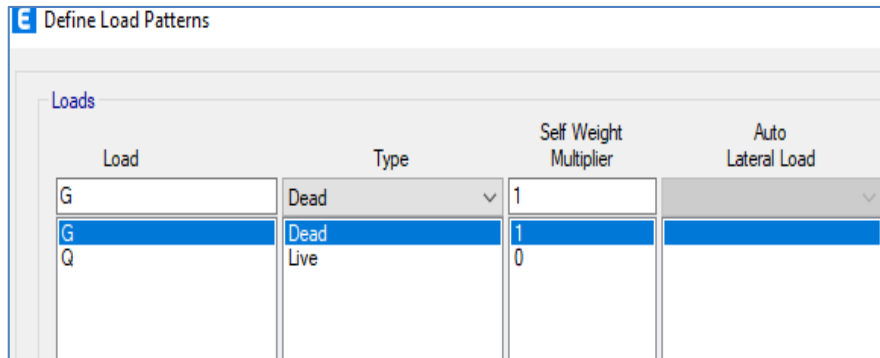 E Define Load Patterns
Loads
Load Type Self Weight Multiplier Auto Lateral Load
G Dead 1
G Dead 1
Q Live 0